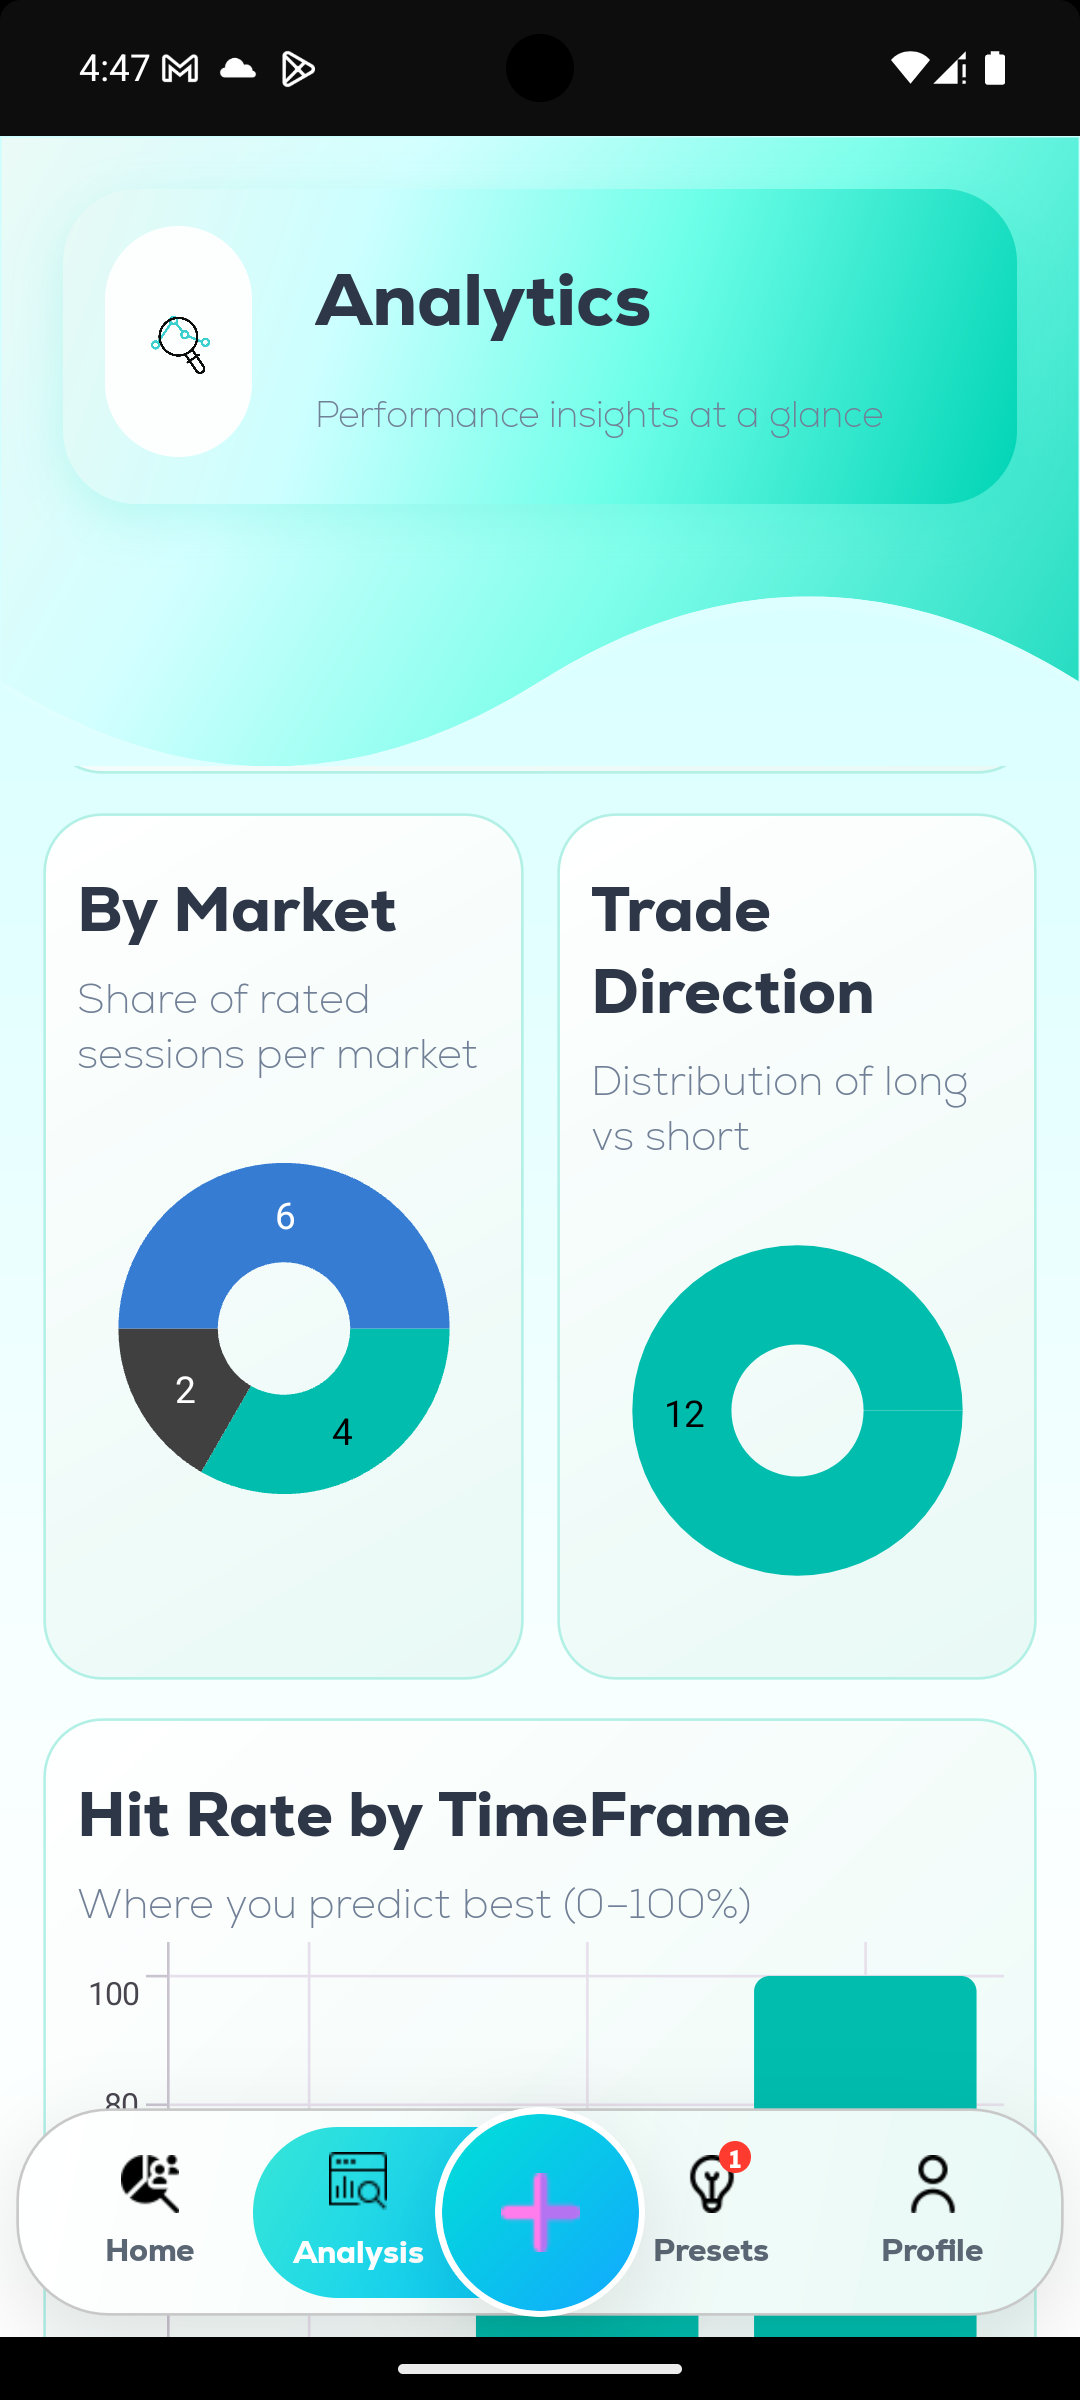 4:47
Analytics
Performance insights at a glance
By Market
Share of rated
sessions per market
6
2
4
Trade
Direction
Distribution of long
vs short
12
Hit Rate by TimeFrame
Where you predict best (0–100%)
100
80
1
Home
Analysis
Presets
Profile